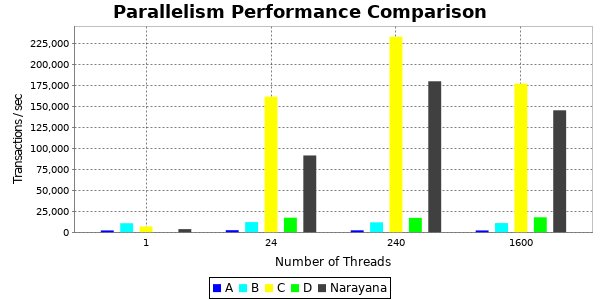 Parallelism Performance Comparison
Transactions / sec
225,000
200,000
175,000
150,000
125,000
100,000
75,000
50,000
25,000
0
1 24 240 1600
Number of Threads
A B C D Narayana